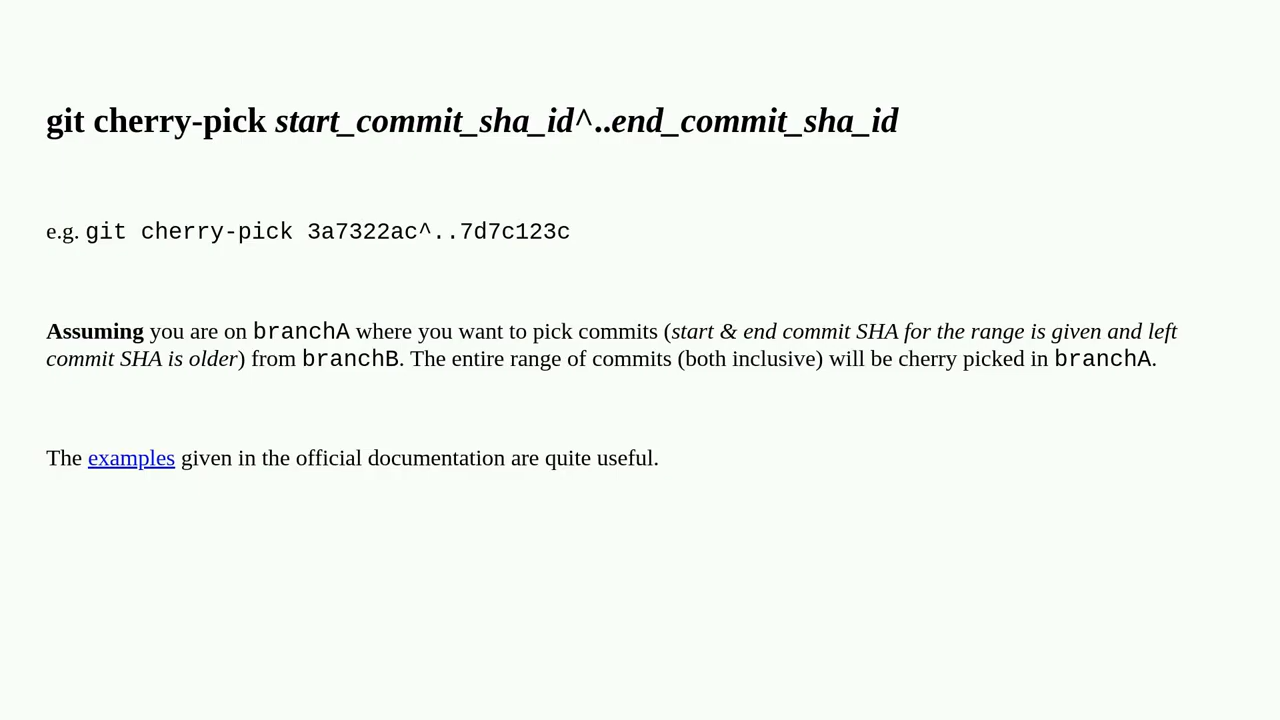 git cherry-pick start_commit_sha_id^..end_commit_sha_id
e.g. git cherry-pick 3a7322ac^..7d7c123c
Assuming you are on branchA where you want to pick commits (start & end commit SHA for the range is given and left
commit SHA is older) from branchB. The entire range of commits (both inclusive) will be cherry picked in branchA.
The examples given in the official documentation are quite useful.